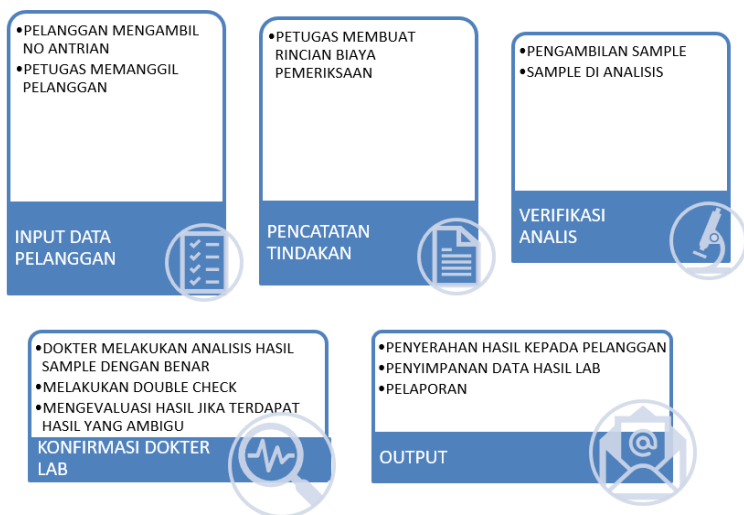 •PELANGGAN MENGAMBIL
NO ANTRIAN
•PETUGAS MEMANGGIL
PELANGGAN
INPUT DATA
PELANGGAN
•PETUGAS MEMBUAT
RINCIAN BIAYA
PEMERIKSAAN
PENCATATAN
TINDAKAN
•PENGAMBILAN SAMPLE
•SAMPLE DI ANALISIS
VERIFIKASI
ANALIS
•DOKTER MELAKUKAN ANALISIS HASIL
SAMPLE DENGAN BENAR
•MELAKUKAN DOUBLE CHECK
•MENGEVALUASI HASIL JIKA TERDAPAT
HASIL YANG AMBIGU
KONFIRMASI DOKTER
LAB
•PENYERAHAN HASIL KEPADA PELANGGAN
•PENYIMPANAN DATA HASIL LAB
•PELAPORAN
OUTPUT
@